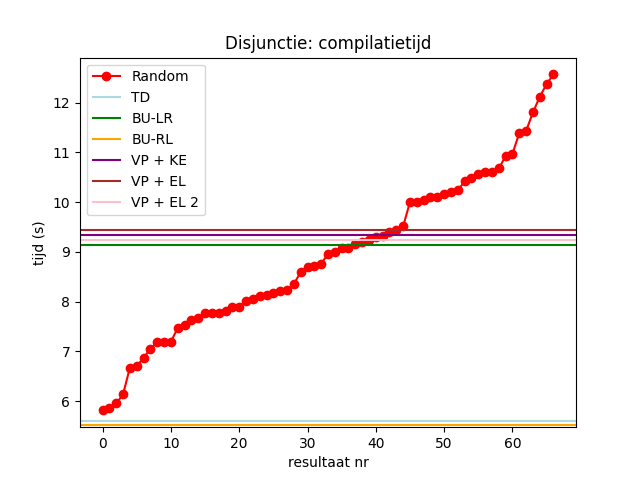 Disjunctie: compilatietijd
Random
TD
BU-LR
BU-RL
VP + KE
VP + EL
VP + EL 2
tijd (s)
12
11
10
9
8
7
6
0 10 20 30 40 50 60
resultaat nr